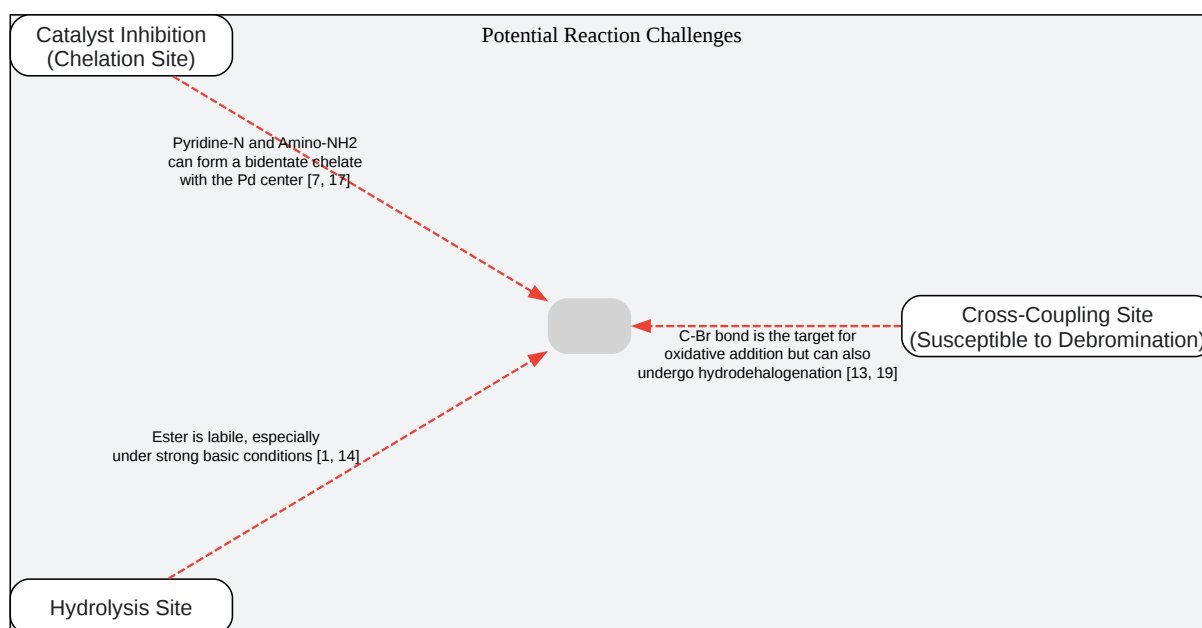 Potential Reaction Challenges
Catalyst Inhibition
(Chelation Site)
Pyridine-N and Amino-NH2
can form a bidentate chelate
with the Pd center [7, 17]
Cross-Coupling Site
(Susceptible to Debromination)
C-Br bond is the target for
oxidative addition but can also
undergo hydrodehalogenation [13, 19]
Ester is labile, especially
under strong basic conditions [1, 14]
Hydrolysis Site